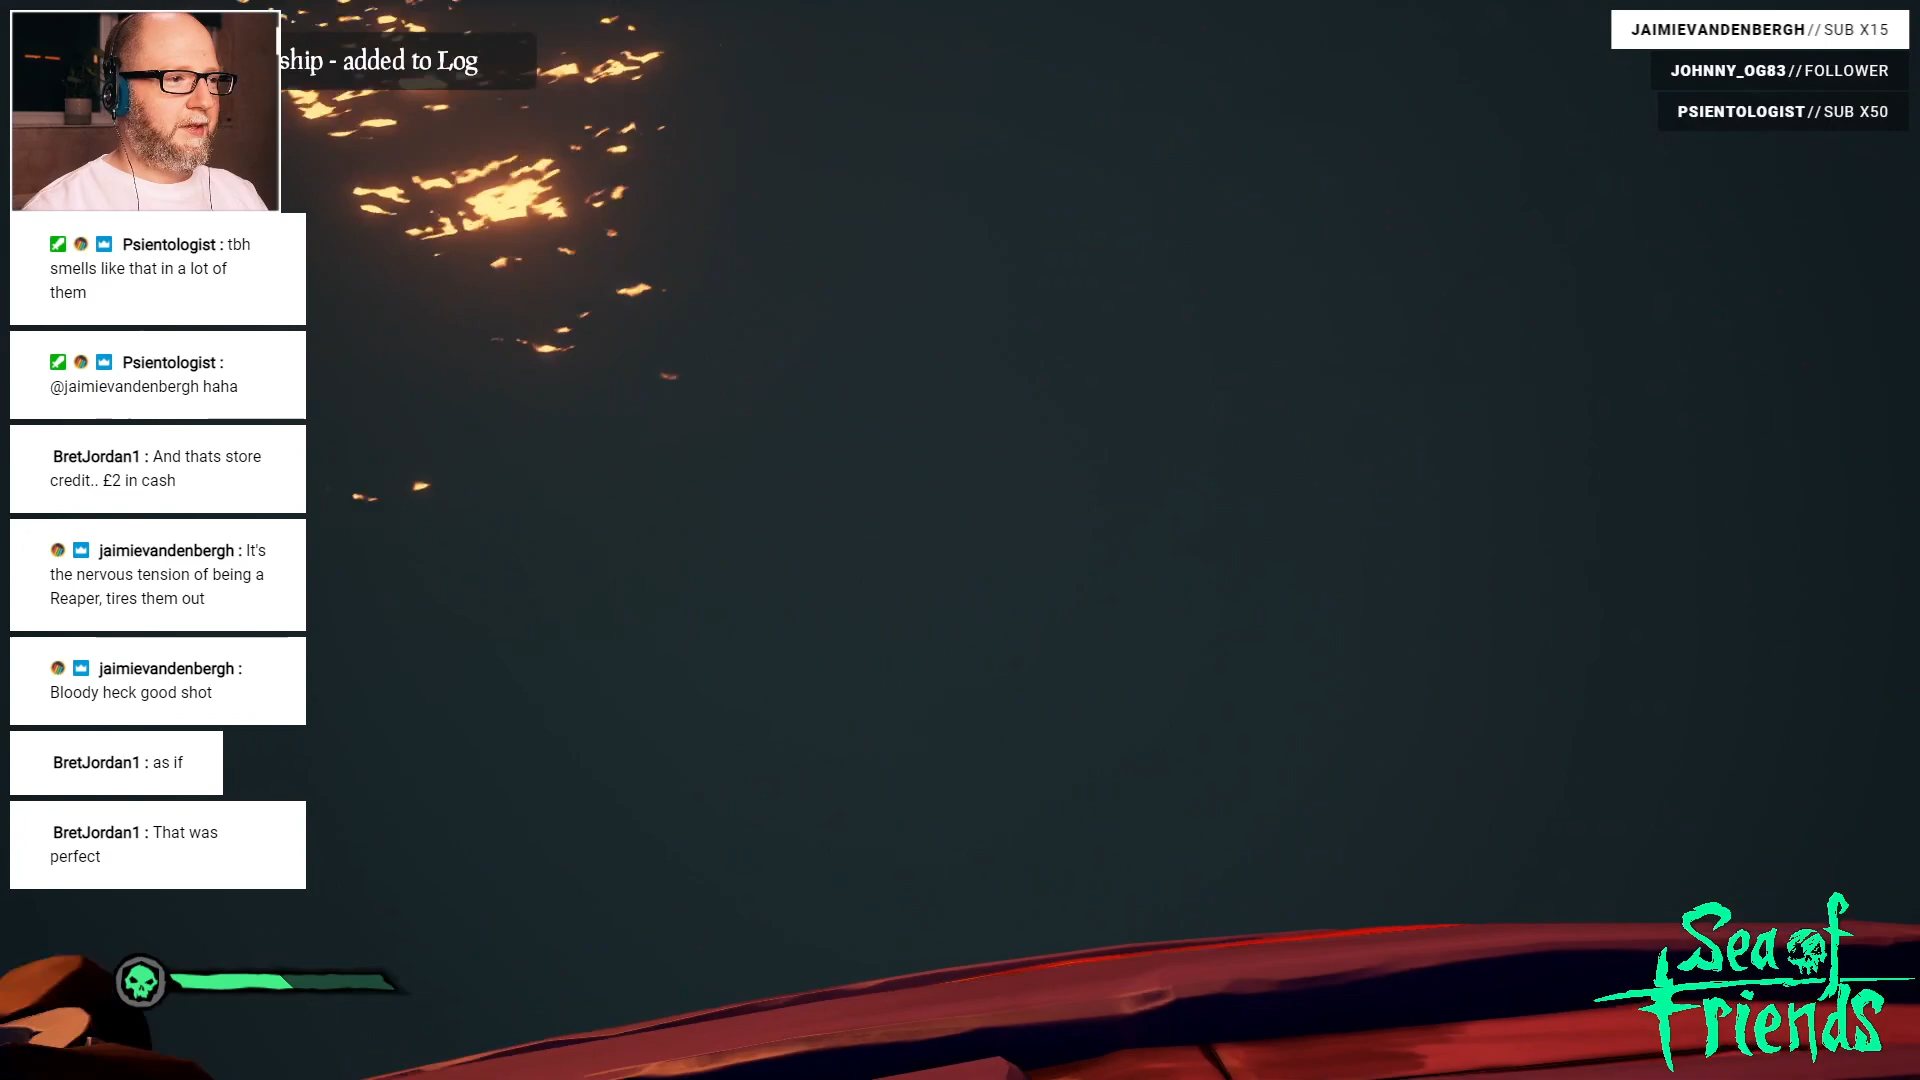 ship - added to Log
JAIMIEVANDENBERGH // SUB X15
JOHNNY_OG83 // FOLLOWER
PSIENTOLOGIST // SUB X50
Psientologist : tbh
smells like that in a lot of
them
Psientologist :
@jaimievandenbergh haha
BretJordan1 : And thats store
credit.. £2 in cash
jaimievandenbergh : It's
the nervous tension of being a
Reaper, tires them out
jaimievandenbergh :
Bloody heck good shot
BretJordan1 : as if
BretJordan1 : That was
perfect
Sea of
Friends